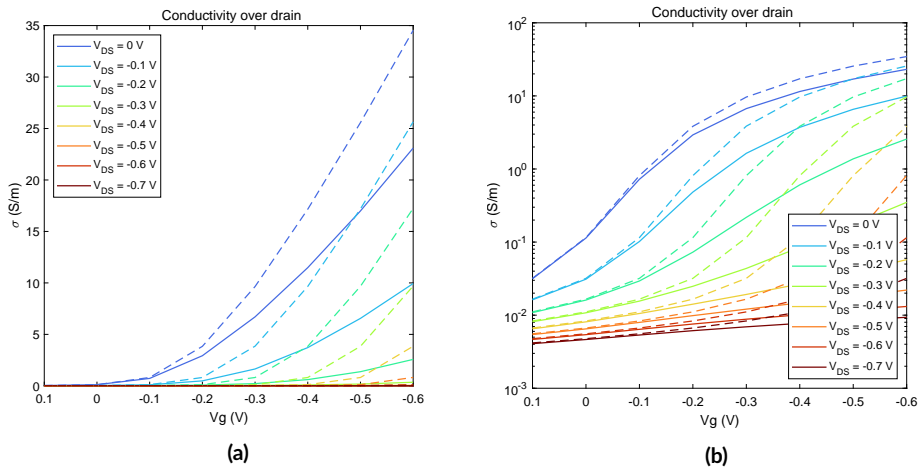 Conductivity over drain
35
30
25
20
15
10
5
0
σ (S/m)
V_DS = 0 V
V_DS = -0.1 V
V_DS = -0.2 V
V_DS = -0.3 V
V_DS = -0.4 V
V_DS = -0.5 V
V_DS = -0.6 V
V_DS = -0.7 V
0.1 0 -0.1 -0.2 -0.3 -0.4 -0.5 -0.6
Vg (V)
(a)
Conductivity over drain
10^2
10^1
10^0
10^-1
10^-2
10^-3
σ (S/m)
V_DS = 0 V
V_DS = -0.1 V
V_DS = -0.2 V
V_DS = -0.3 V
V_DS = -0.4 V
V_DS = -0.5 V
V_DS = -0.6 V
V_DS = -0.7 V
0.1 0 -0.1 -0.2 -0.3 -0.4 -0.5 -0.6
Vg (V)
(b)